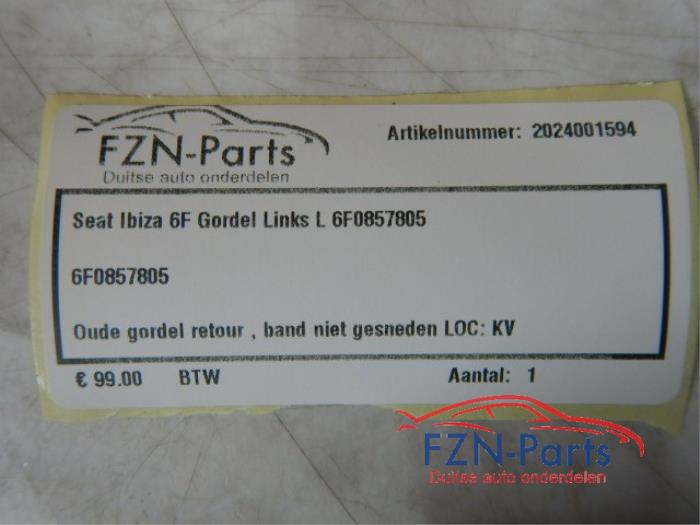 FZN-Parts
Duitse auto onderdelen
Artikelnummer: 2024001594
Seat Ibiza 6F Gordel Links L 6F0857805
6F0857805
Oude gordel retour , band niet gesneden LOC: KV
€ 99.00 BTW Aantal: 1
FZN-Parts
Duitse auto onderdelen